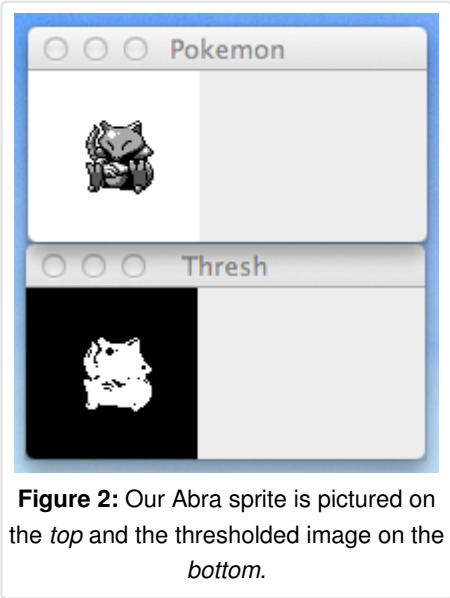 Pokemon
Thresh
Figure 2: Our Abra sprite is pictured on
the top and the thresholded image on the
bottom.